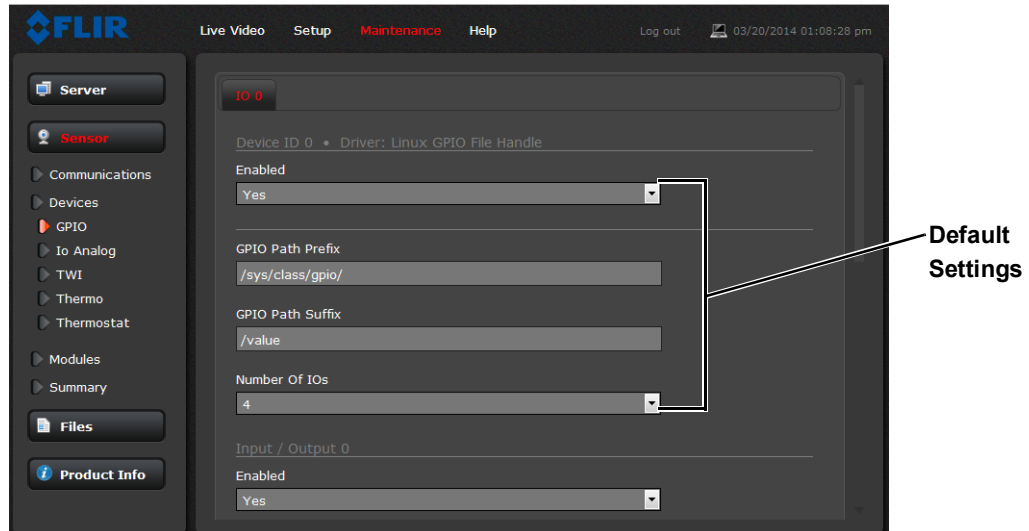 FLIR
Live Video Setup Maintenance Help Log out 03/20/2014 01:08:28 pm
Server
Sensor
Communications
Devices
GPIO
Io Analog
TWI
Thermo
Thermostat
Modules
Summary
Files
Product Info
IO 0
Device ID 0 • Driver: Linux GPIO File Handle
Enabled
Yes
GPIO Path Prefix
/sys/class/gpio/
GPIO Path Suffix
/value
Number Of IOs
4
Input / Output 0
Enabled
Yes
Default
Settings